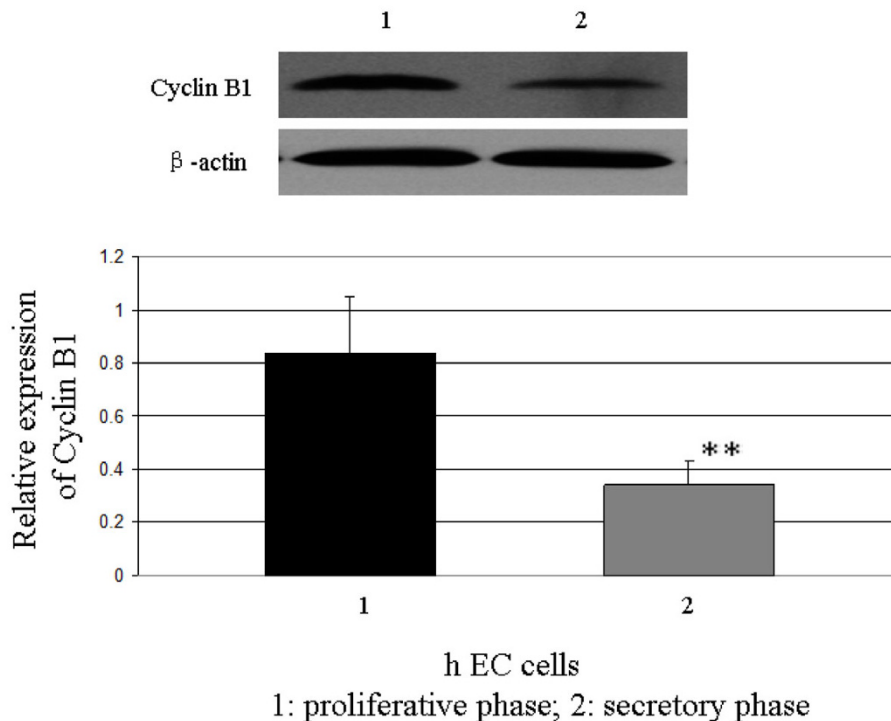 1 2
Cyclin B1
β-actin
1.2
1
0.8
0.6
0.4
0.2
0
Relative expression
of Cyclin B1
**
1 2
h EC cells
1: proliferative phase; 2: secretory phase